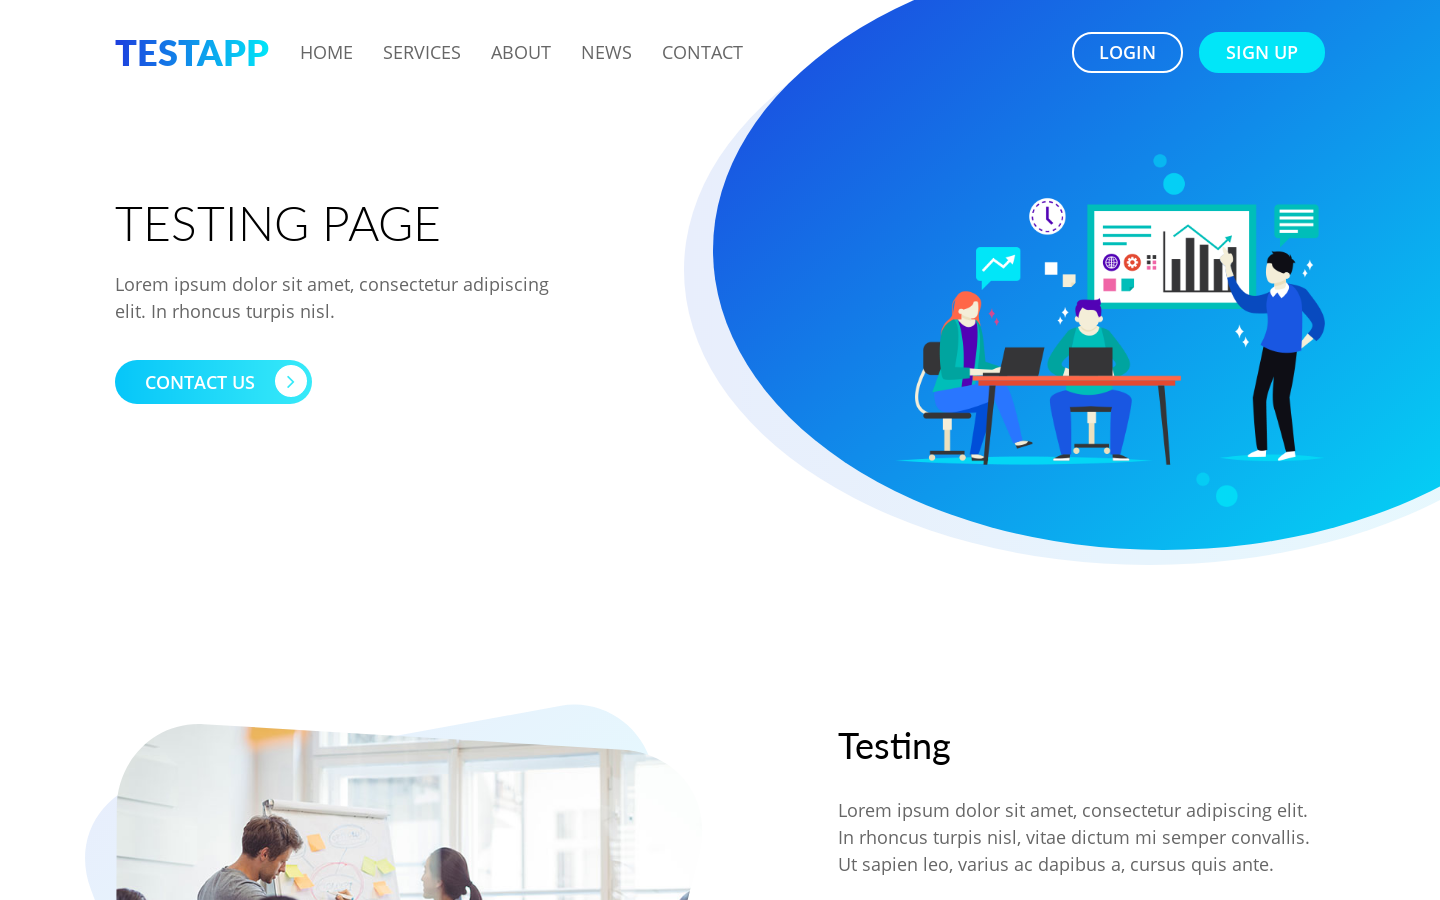 TESTAPP HOME SERVICES ABOUT NEWS CONTACT LOGIN SIGN UP
TESTING PAGE
Lorem ipsum dolor sit amet, consectetur adipiscing
elit. In rhoncus turpis nisl.
CONTACT US
Testing
Lorem ipsum dolor sit amet, consectetur adipiscing elit.
In rhoncus turpis nisl, vitae dictum mi semper convallis.
Ut sapien leo, varius ac dapibus a, cursus quis ante.